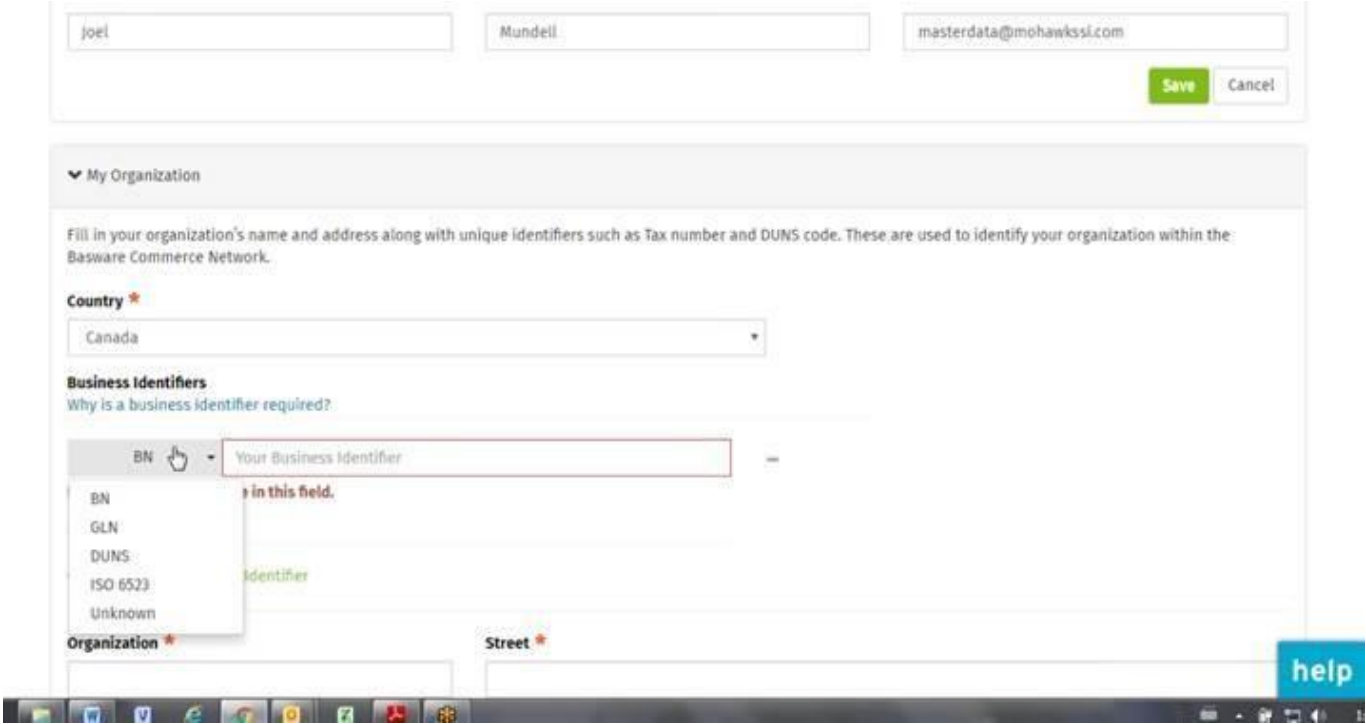 Joel
Mundell
masterdata@mohawkssl.com
Save
Cancel
My Organization
Fill in your organization's name and address along with unique identifiers such as Tax number and DUNS code. These are used to identify your organization within the
Basware Commerce Network.
Country *
Canada
Business Identifiers
Why is a business identifier required?
BN
Your Business Identifier
in this field.
BN
GLN
DUNS
ISO 6523
Unknown
Identifier
Organization *
Street *
help